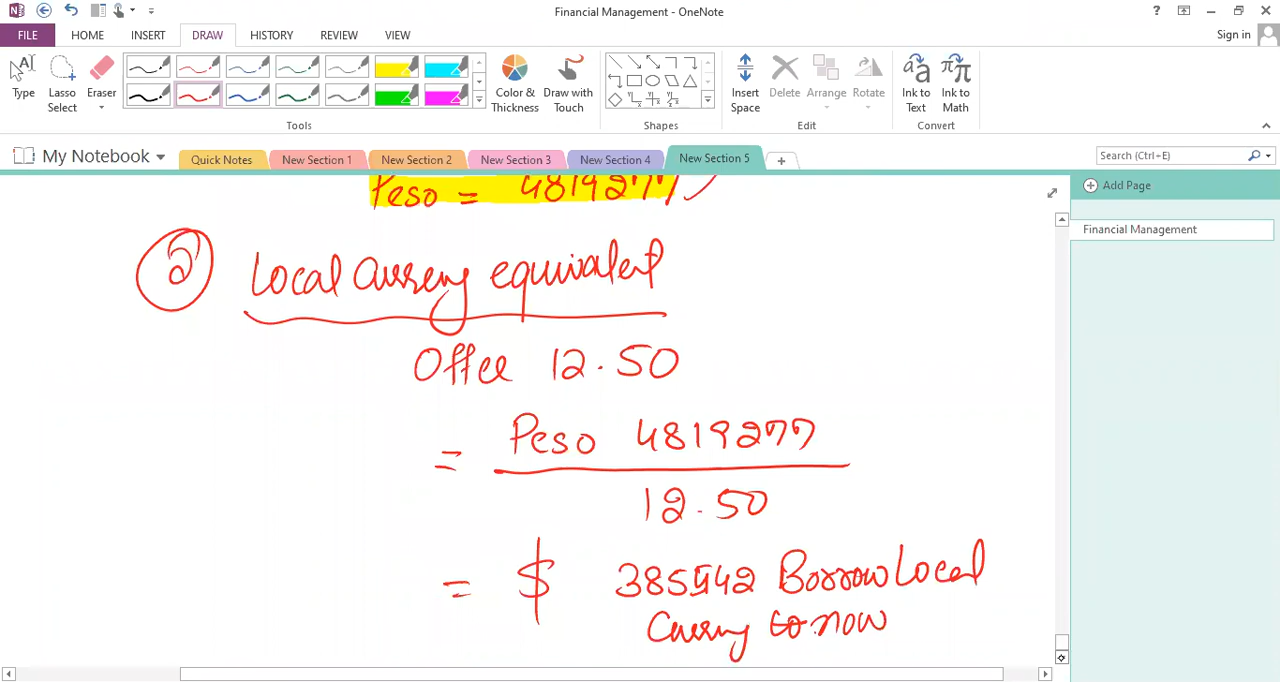 Financial Management - OneNote
?
FILE HOME INSERT DRAW HISTORY REVIEW VIEW
Sign in
Type
Lasso Select
Eraser
Color & Thickness
Draw with Touch
Insert Space
Delete
Arrange
Rotate
Ink to Text
Ink to Math
Tools
Shapes
Edit
Convert
My Notebook Quick Notes New Section 1 New Section 2 New Section 3 New Section 4 New Section 5
Search (Ctrl+E)
Add Page
Financial Management
Peso = 4819277
② Local Curreny equivalent
Offer 12.50
= Peso 4819277
12.50
= $ 385542 Borrow Local
Curreny to now